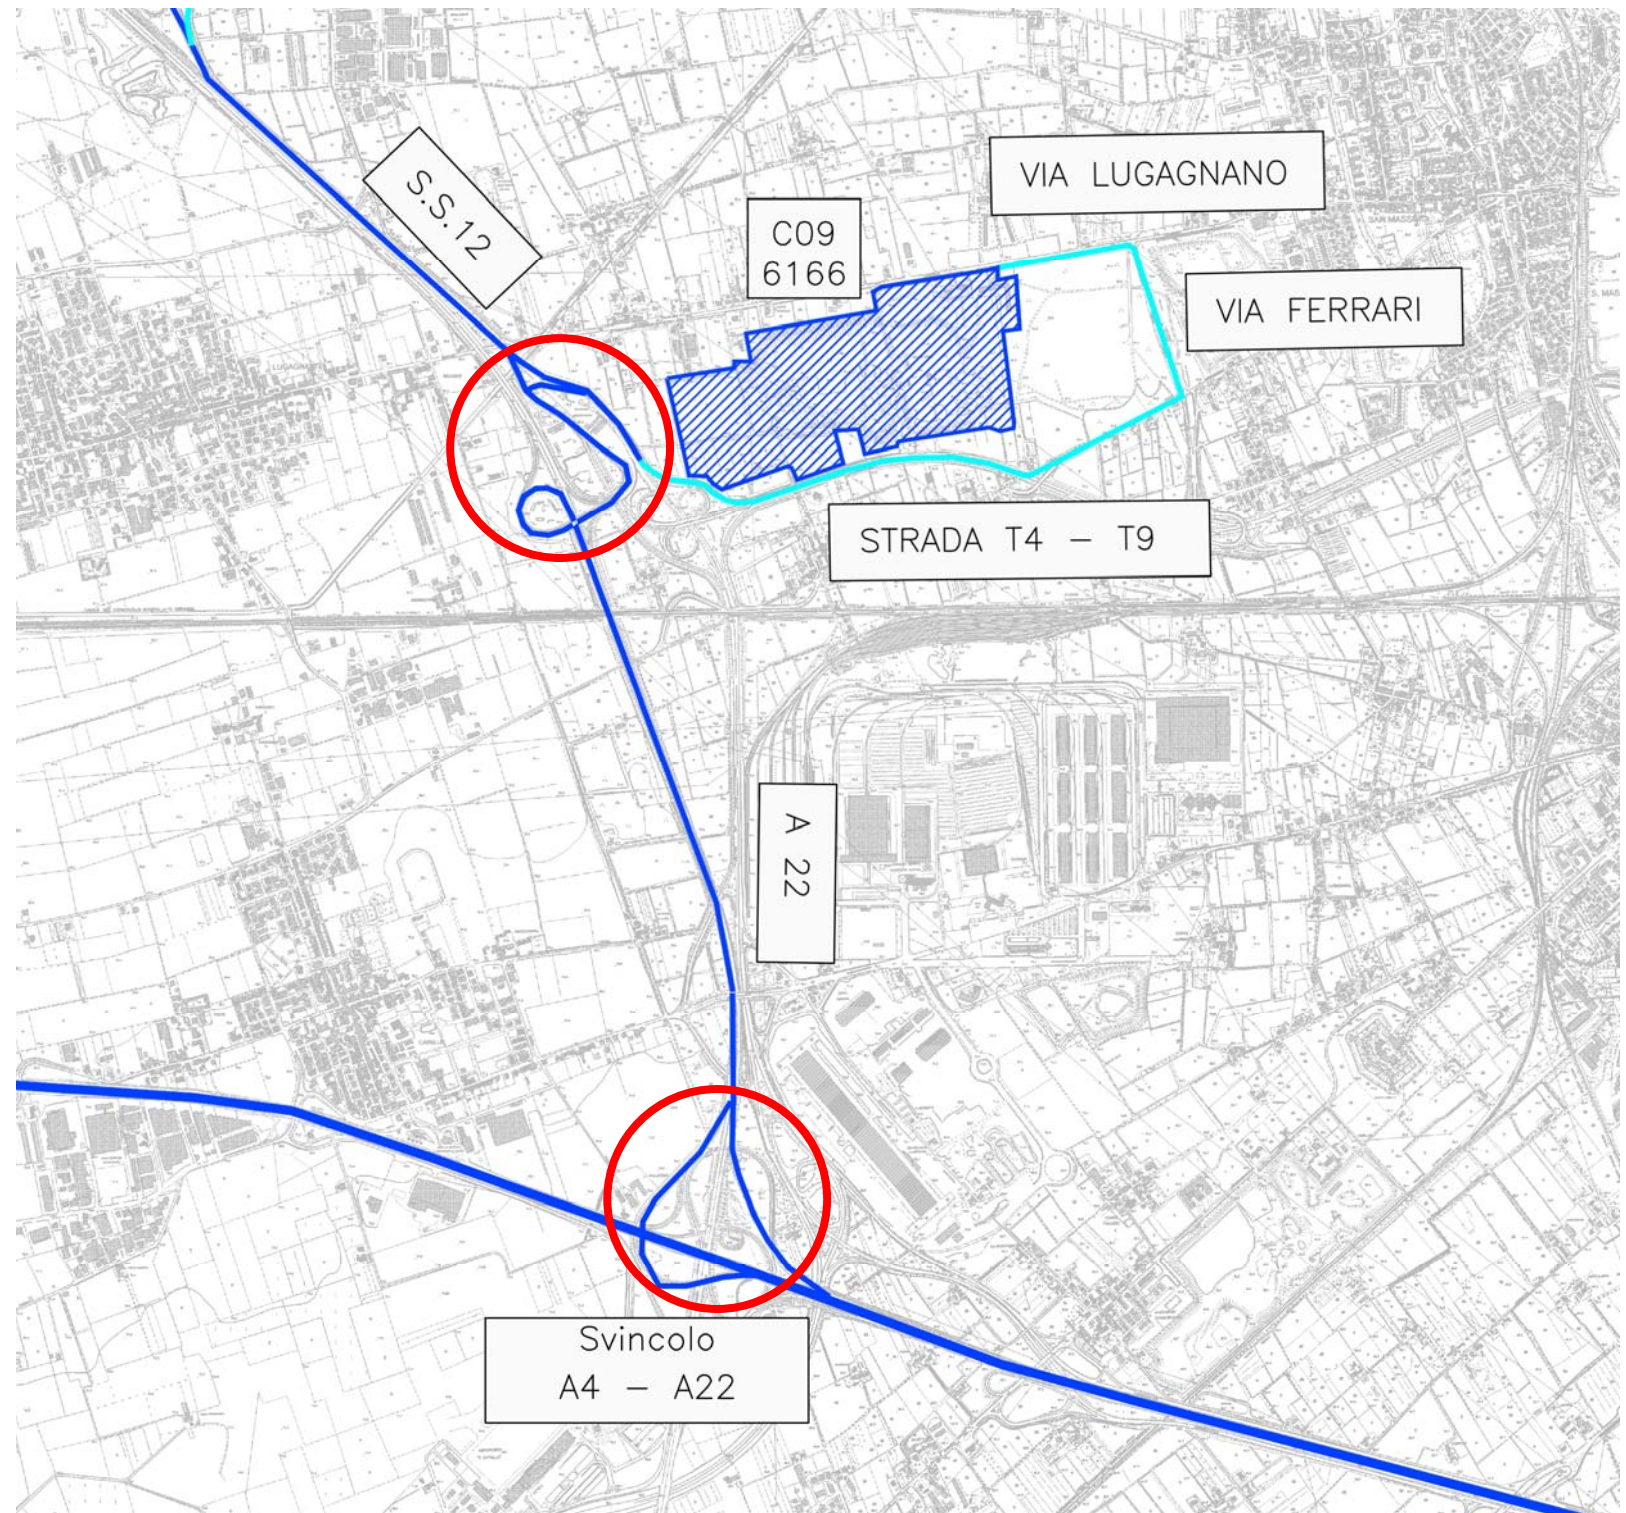 S.S.12
VIA LUGAGNANO
C09
6166
VIA FERRARI
STRADA T4 – T9
A 22
Svincolo
A4 – A22